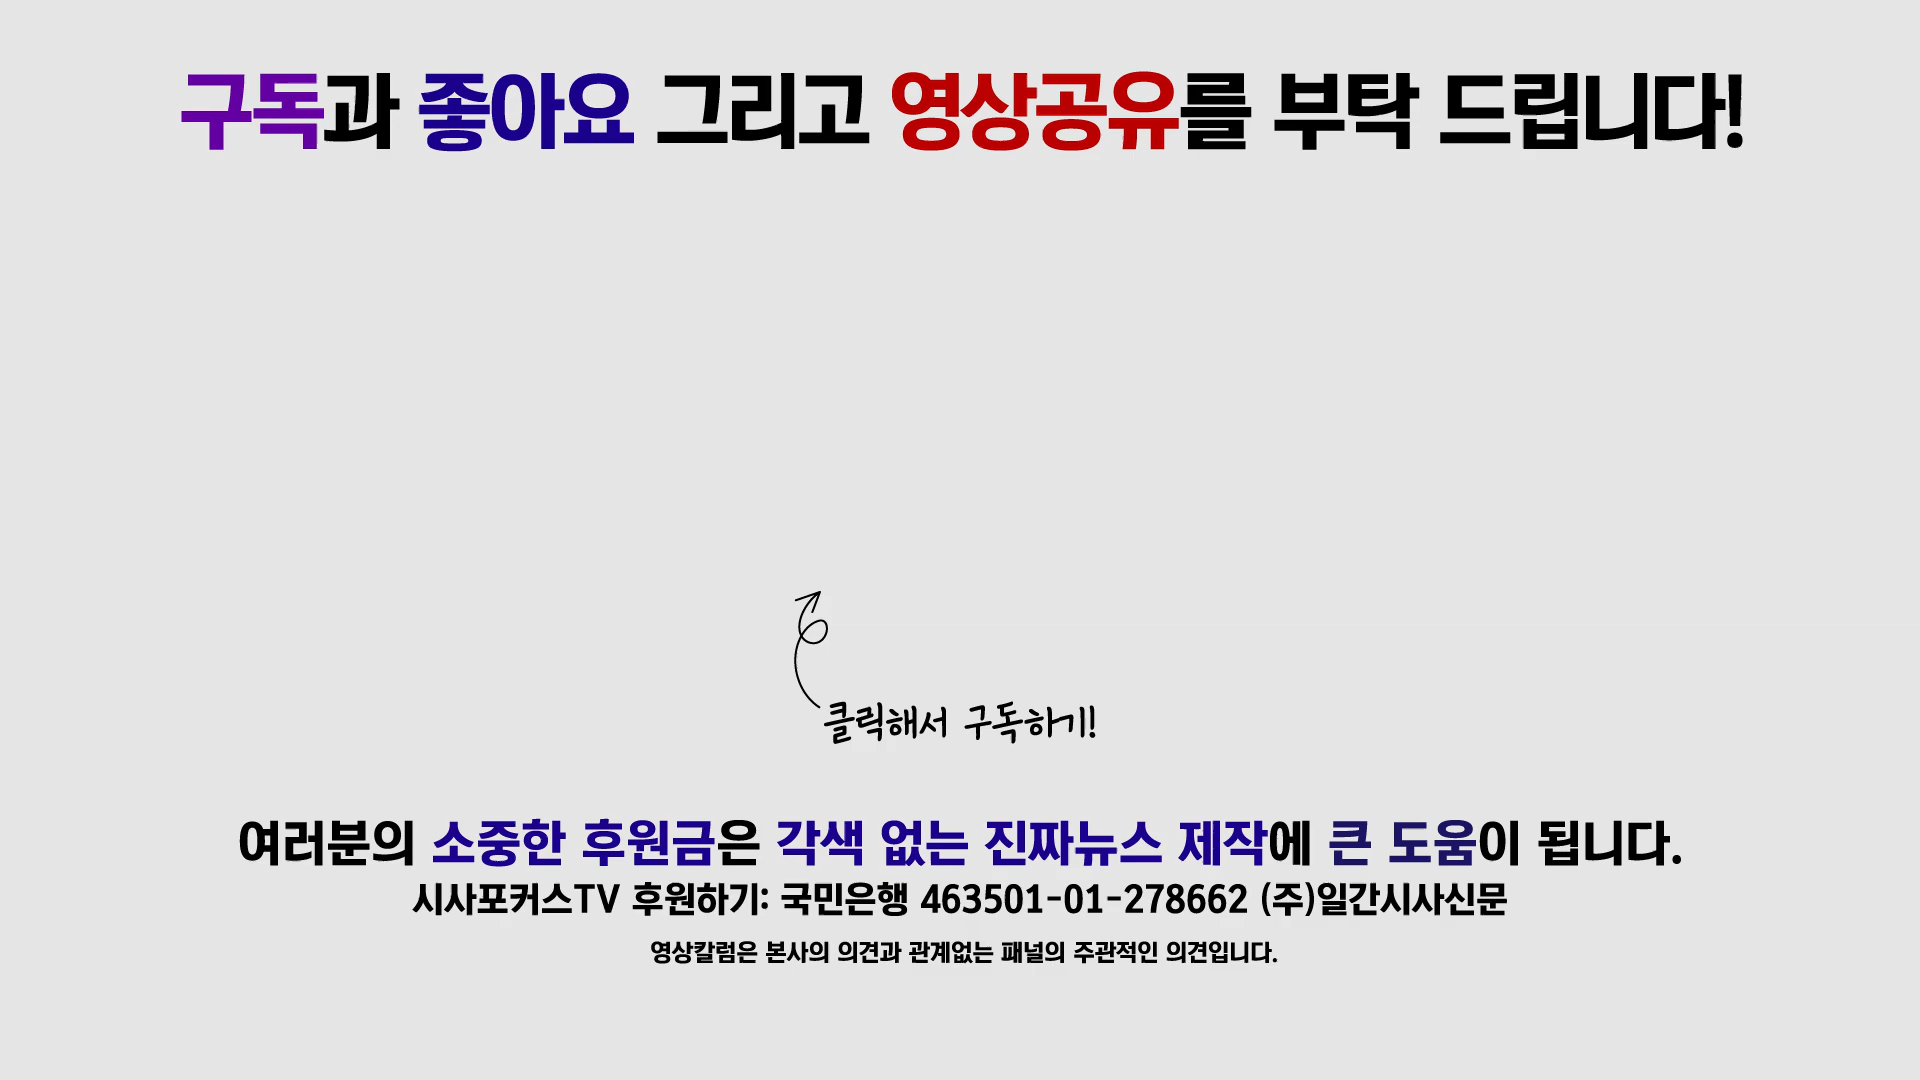 구독과 좋아요 그리고 영상공유를 부탁 드립니다!
클릭해서 구독하기!
여러분의 소중한 후원금은 각색 없는 진짜뉴스 제작에 큰 도움이 됩니다.
시사포커스TV 후원하기: 국민은행 463501-01-278662 (주)일간시사신문
영상칼럼은 본사의 의견과 관계없는 패널의 주관적인 의견입니다.